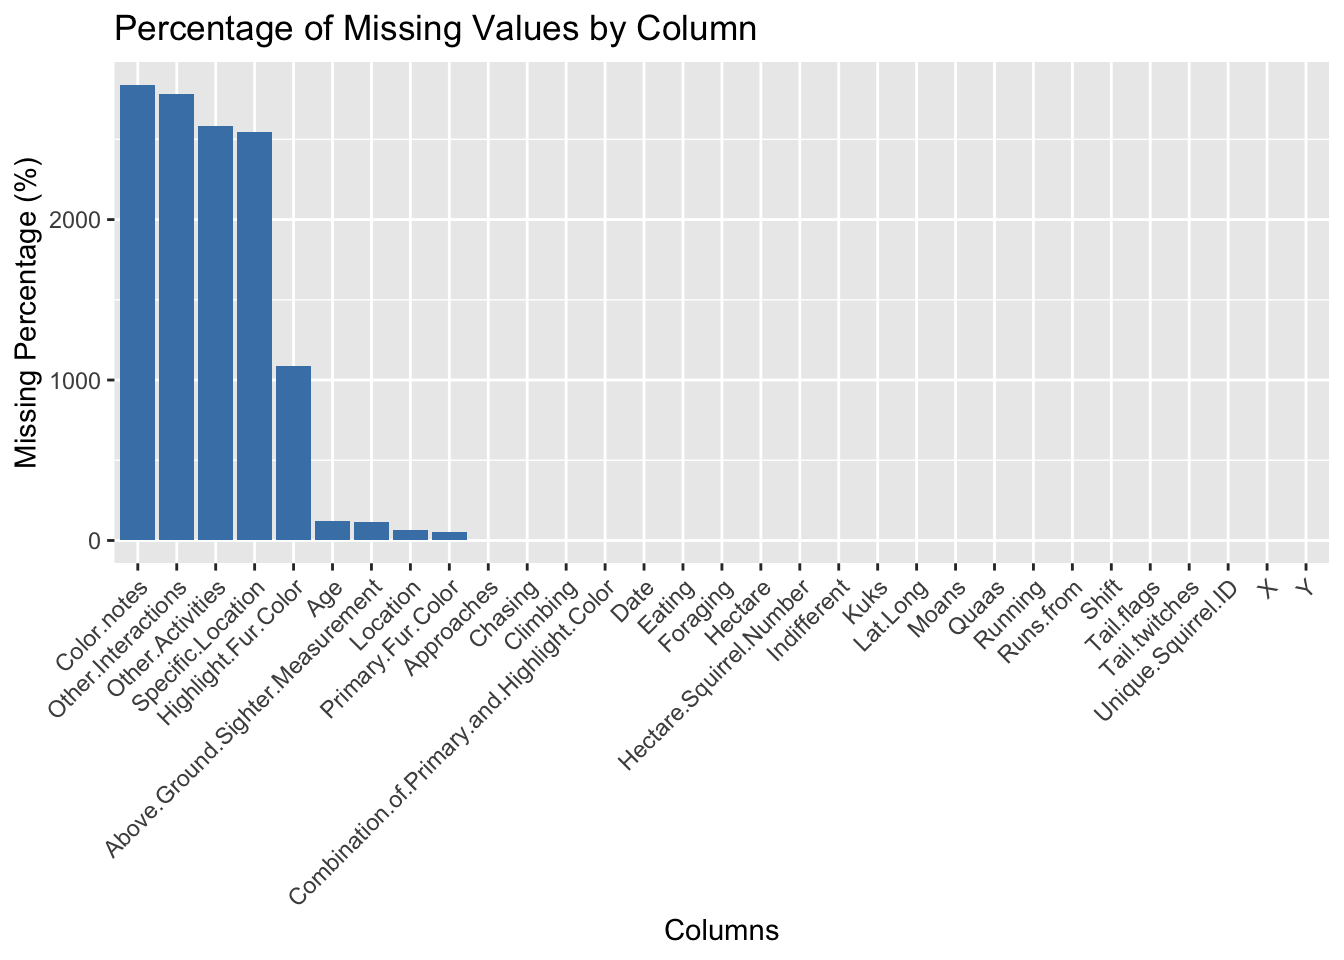 Percentage of Missing Values by Column
Missing Percentage (%)
2000
1000
0
Color.notes
Other.Interactions
Other.Activities
Specific.Location
Highlight.Fur.Color
Age
Above.Ground.Sighter.Measurement
Location
Primary.Fur.Color
Approaches
Chasing
Climbing
Combination.of.Primary.and.Highlight.Color
Date
Eating
Foraging
Hectare
Hectare.Squirrel.Number
Indifferent
Kuks
Lat.Long
Moans
Quaas
Running
Runs.from
Shift
Tail.flags
Tail.twitches
Unique.Squirrel.ID
X
Y
Columns